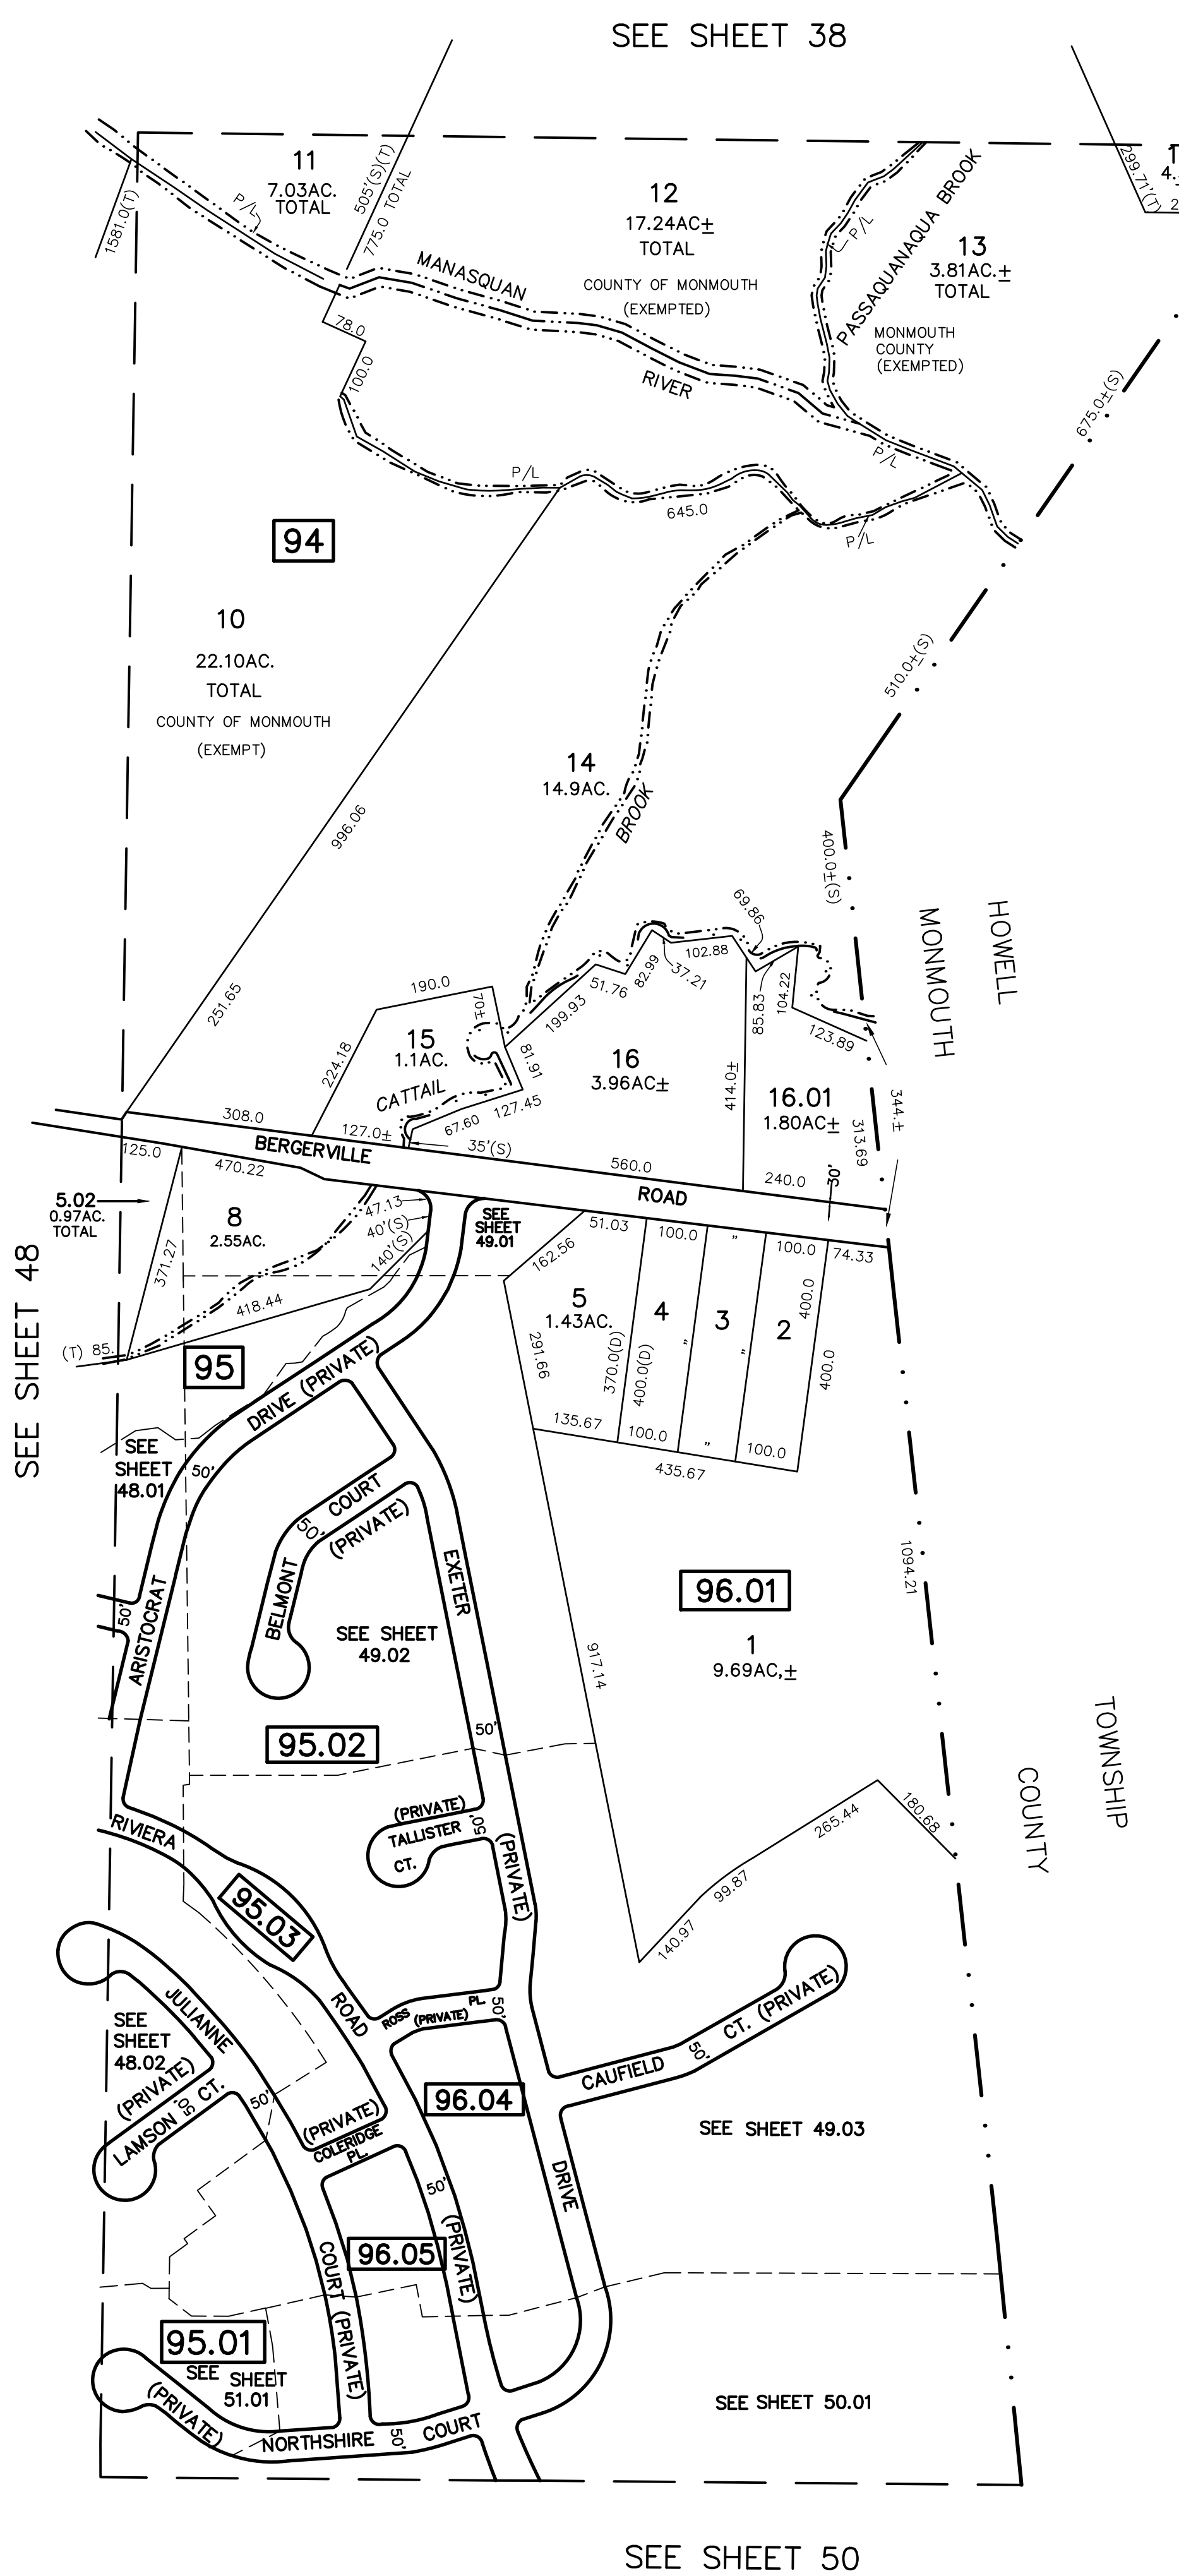 SEE SHEET 38
11
7.03AC.
TOTAL
P/L
1581.0(T)
505'(S)(T)
775.0 TOTAL
12
17.24AC±
TOTAL
COUNTY OF MONMOUTH
(EXEMPTED)
MANASQUAN
RIVER
P/L
PASSAQUANAQUA BROOK
13
3.81AC.±
TOTAL
MONMOUTH
COUNTY
(EXEMPTED)
299.71'(T)
78.0
100.0
675.0±(S)
P/L
P/L
645.0
P/L
94
10
22.10AC.
TOTAL
COUNTY OF MONMOUTH
(EXEMPT)
510.0±(S)
14
14.9AC.
BROOK
996.06
400.0±(S)
HOWELL
MONMOUTH
69.86
102.88
37.21
82.99
51.76
199.93
85.83
104.22
123.89
190.0
70±
251.65
224.18
15
1.1AC.
CATTAIL
81.91
127.45
67.60
16
3.96AC±
414.0±
16.01
1.80AC±
344.±
313.69
308.0
127.0±
35'(S)
BERGERVILLE
560.0
ROAD
240.0
30'
125.0
470.22
5.02
0.97AC.
TOTAL
8
2.55AC.
47.13
40'(S)
140'(S)
SEE
SHEET
49.01
371.27
418.44
(T) 85.
SEE SHEET 48
162.56
51.03
100.0
"
100.0
74.33
5
1.43AC.
4
3
2
291.66
370.0(D)
400.0(D)
"
"
400.0
400.0
135.67
100.0
"
100.0
435.67
95
DRIVE (PRIVATE)
SEE
SHEET
48.01
50'
50'
ARISTOCRAT
COURT
(PRIVATE)
50'
BELMONT
EXETER
SEE SHEET
49.02
1094.21
96.01
1
9.69AC,±
917.14
95.02
50'
TOWNSHIP
COUNTY
265.44
180.68
99.87
140.97
RIVIERA
(PRIVATE)
TALLISTER
CT.
50'
(PRIVATE)
95.03
ROAD
ROSS
PL.
(PRIVATE)
50'
JULIANNE
SEE
SHEET
48.02
(PRIVATE)
LAMSON
50'
CT.
50'
CAUFIELD
50'
CT. (PRIVATE)
96.04
(PRIVATE)
COLERIDGE
PL.
SEE SHEET 49.03
DRIVE
50'
(PRIVATE)
96.05
COURT (PRIVATE)
95.01
SEE
SHEET
51.01
(PRIVATE)
NORTHSHIRE
50'
COURT
SEE SHEET 50.01
SEE SHEET 50